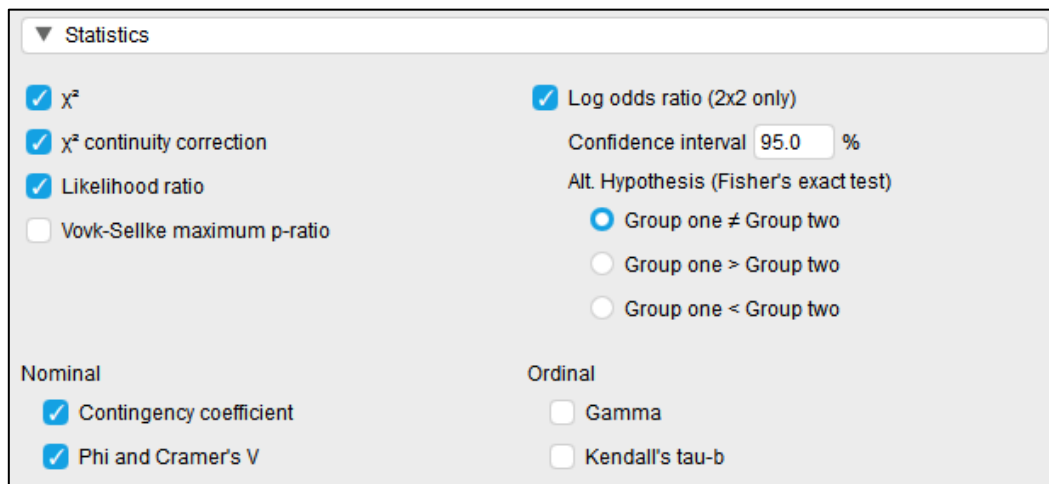 Statistics
χ²
χ² continuity correction
Likelihood ratio
Vovk-Sellke maximum p-ratio
Log odds ratio (2x2 only)
Confidence interval 95.0 %
Alt. Hypothesis (Fisher's exact test)
Group one ≠ Group two
Group one > Group two
Group one < Group two
Nominal
Contingency coefficient
Phi and Cramer's V
Ordinal
Gamma
Kendall's tau-b